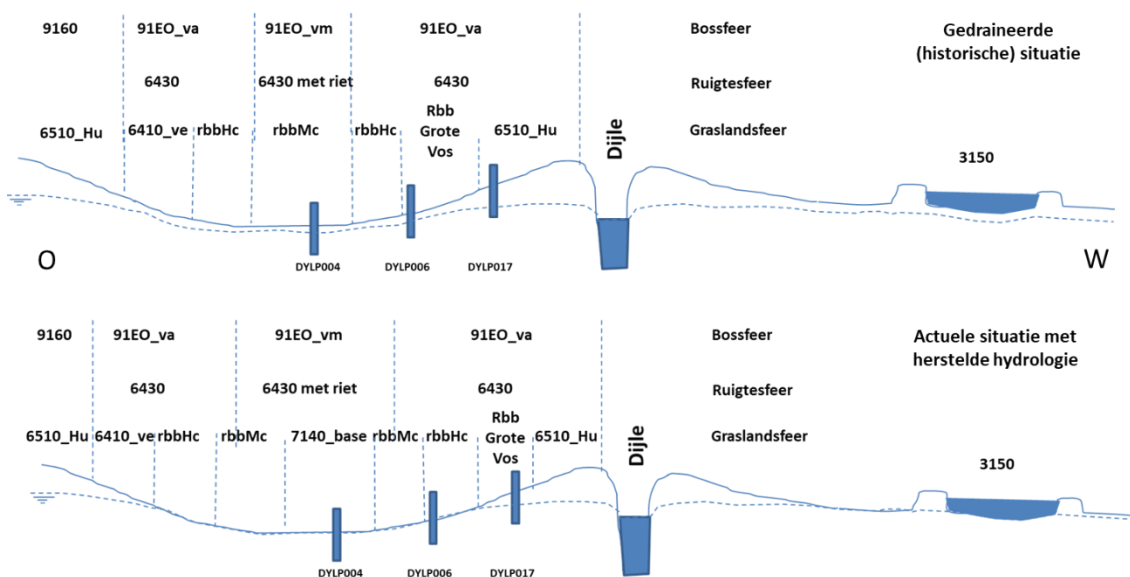 9160 91EO_va 91EO_vm 91EO_va Bossfeer Gedraineerde
(historische) situatie
6430 6430 met riet 6430 Ruigtesfeer
6510_Hu 6410_ve rbbHc rbbMc rbbHc Rbb
Grote
Vos 6510_Hu Dijle Graslandsfeer
3150
O W
DYLP004 DYLP006 DYLP017
9160 91EO_va 91EO_vm 91EO_va Bossfeer Actuele situatie met
herstelde hydrologie
6430 6430 met riet 6430 Ruigtesfeer
6510_Hu 6410_ve rbbHc rbbMc 7140_base rbbMc rbbHc Rbb
Grote
Vos 6510_Hu Dijle Graslandsfeer
3150
DYLP004 DYLP006 DYLP017